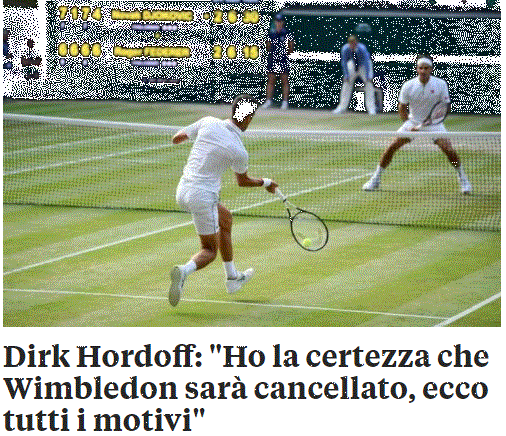 Dirk Hordoff: "Ho la certezza che
Wimbledon sarà cancellato, ecco
tutti i motivi"